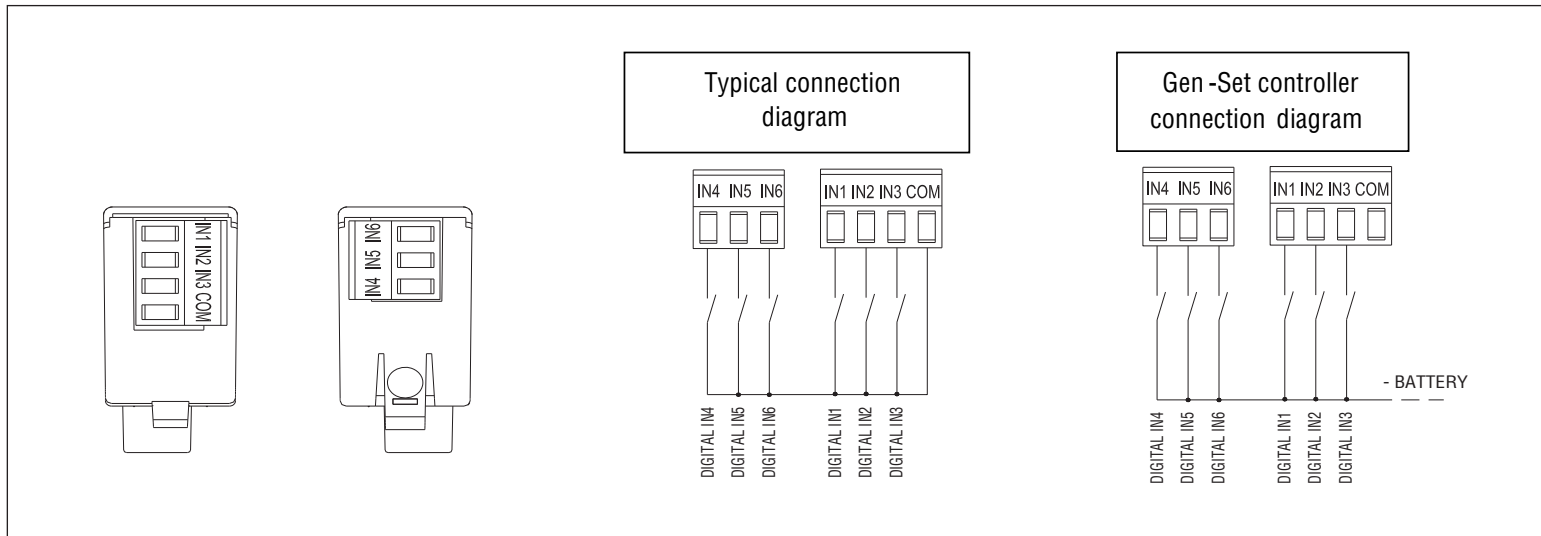 Typical connection
diagram
Gen -Set controller
connection diagram
IN1 IN2 IN3 COM
IN4 IN5 IN6
IN4 IN5 IN6
IN1 IN2 IN3 COM
IN4 IN5 IN6
IN1 IN2 IN3 COM
- BATTERY
DIGITAL IN4
DIGITAL IN5
DIGITAL IN6
DIGITAL IN1
DIGITAL IN2
DIGITAL IN3
DIGITAL IN4
DIGITAL IN5
DIGITAL IN6
DIGITAL IN1
DIGITAL IN2
DIGITAL IN3